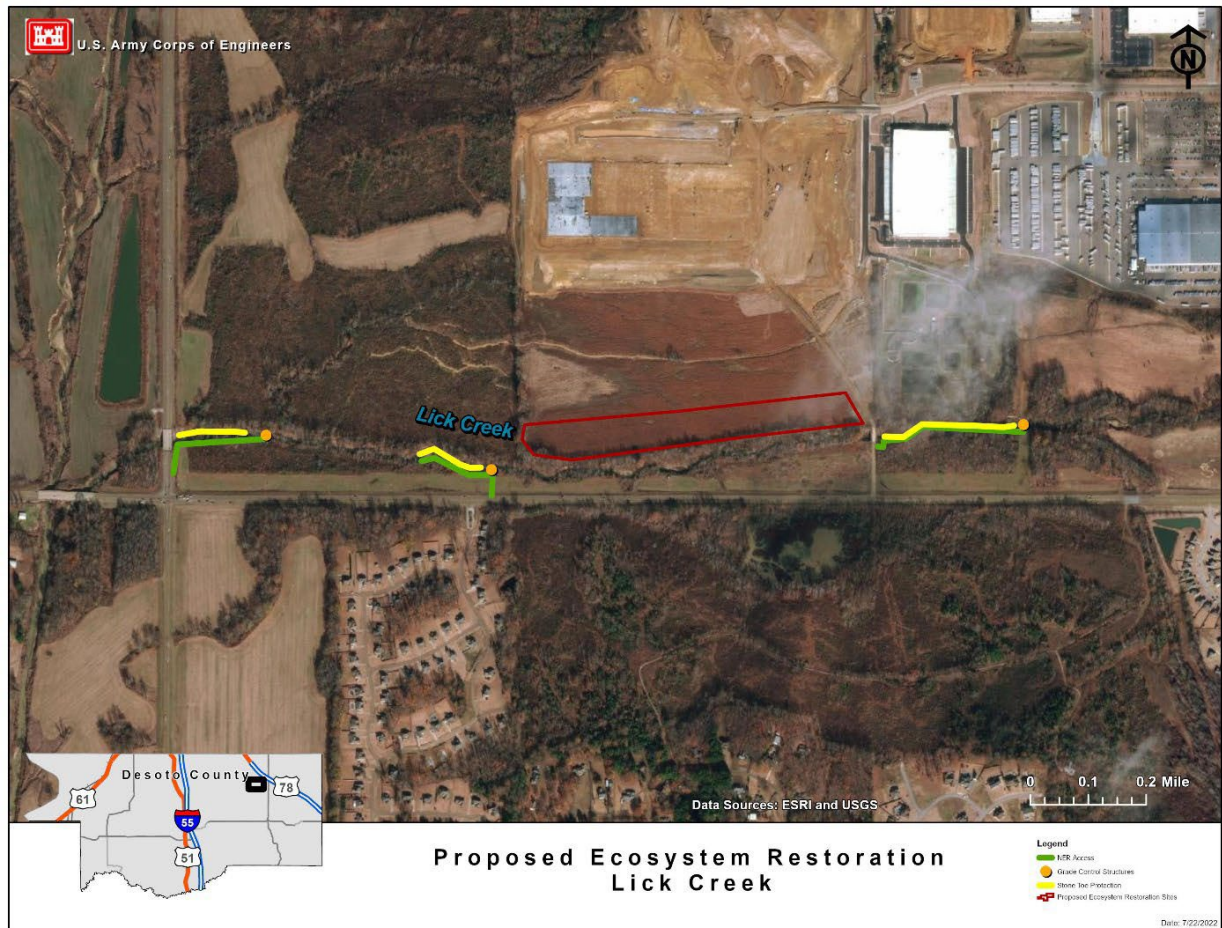 U.S. Army Corps of Engineers
N
Lick Creek
Desoto County
61
78
55
51
0 0.1 0.2 Mile
Data Sources: ESRI and USGS
Proposed Ecosystem Restoration
Lick Creek
Legend
NER Access
Grade Control Structures
Stone Toe Protection
Proposed Ecosystem Restoration Sites
Date: 7/22/2022